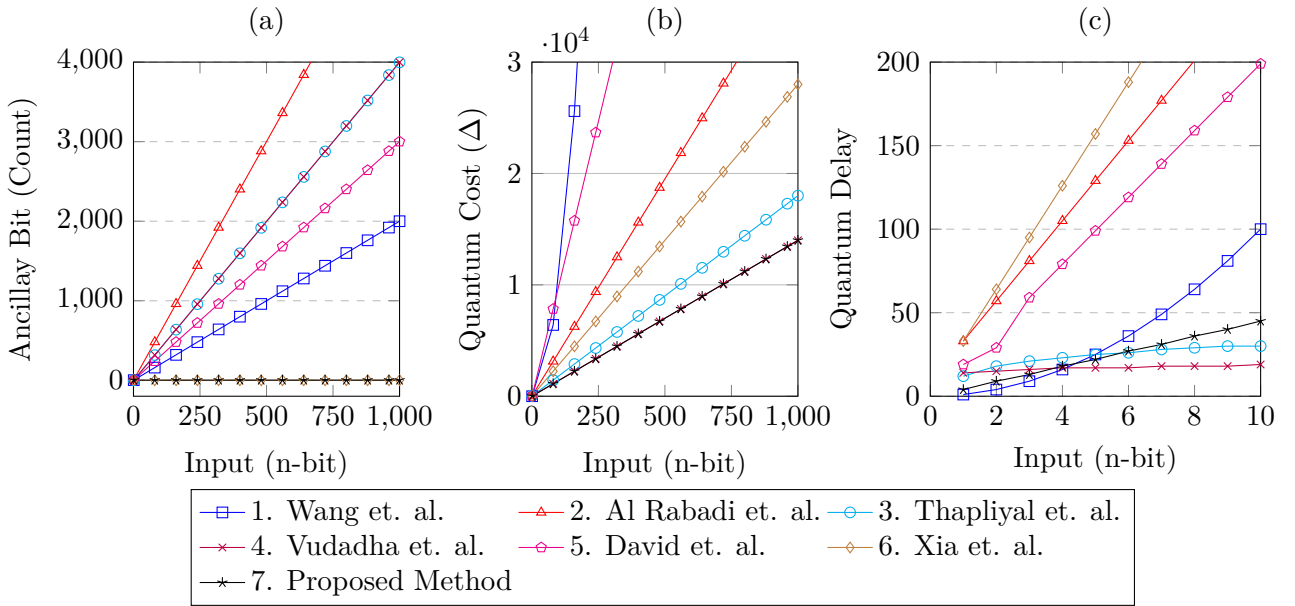 (a)
(b)
(c)
Ancillay Bit (Count)
4,000
3,000
2,000
1,000
0
0 250 500 750 1,000
Input (n-bit)
Quantum Cost (Δ)
·10⁴
3
2
1
0
0 250 500 750 1,000
Input (n-bit)
Quantum Delay
200
150
100
50
0
0 2 4 6 8 10
Input (n-bit)
1. Wang et. al.
2. Al Rabadi et. al.
3. Thapliyal et. al.
4. Vudadha et. al.
5. David et. al.
6. Xia et. al.
7. Proposed Method